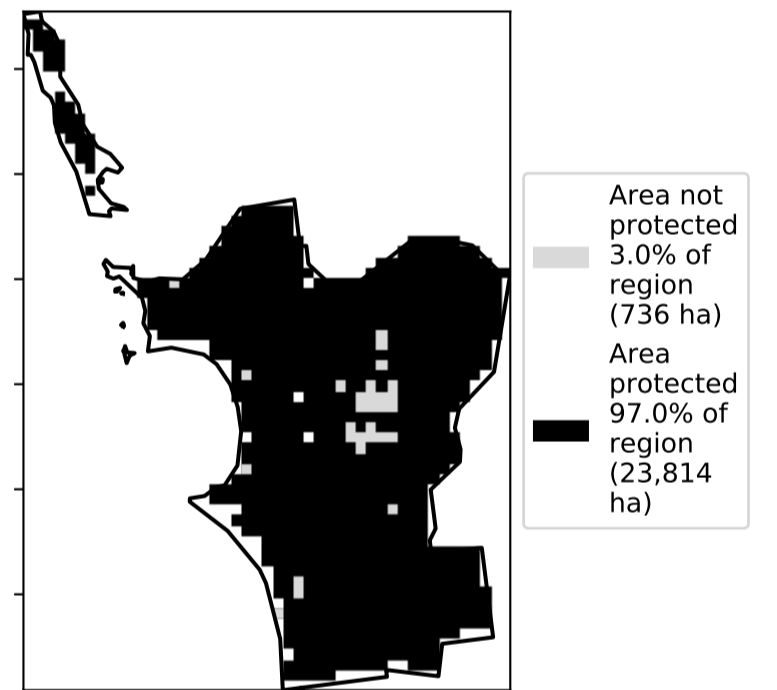 Area not
protected
3.0% of
region
(736 ha)
Area
protected
97.0% of
region
(23,814
ha)